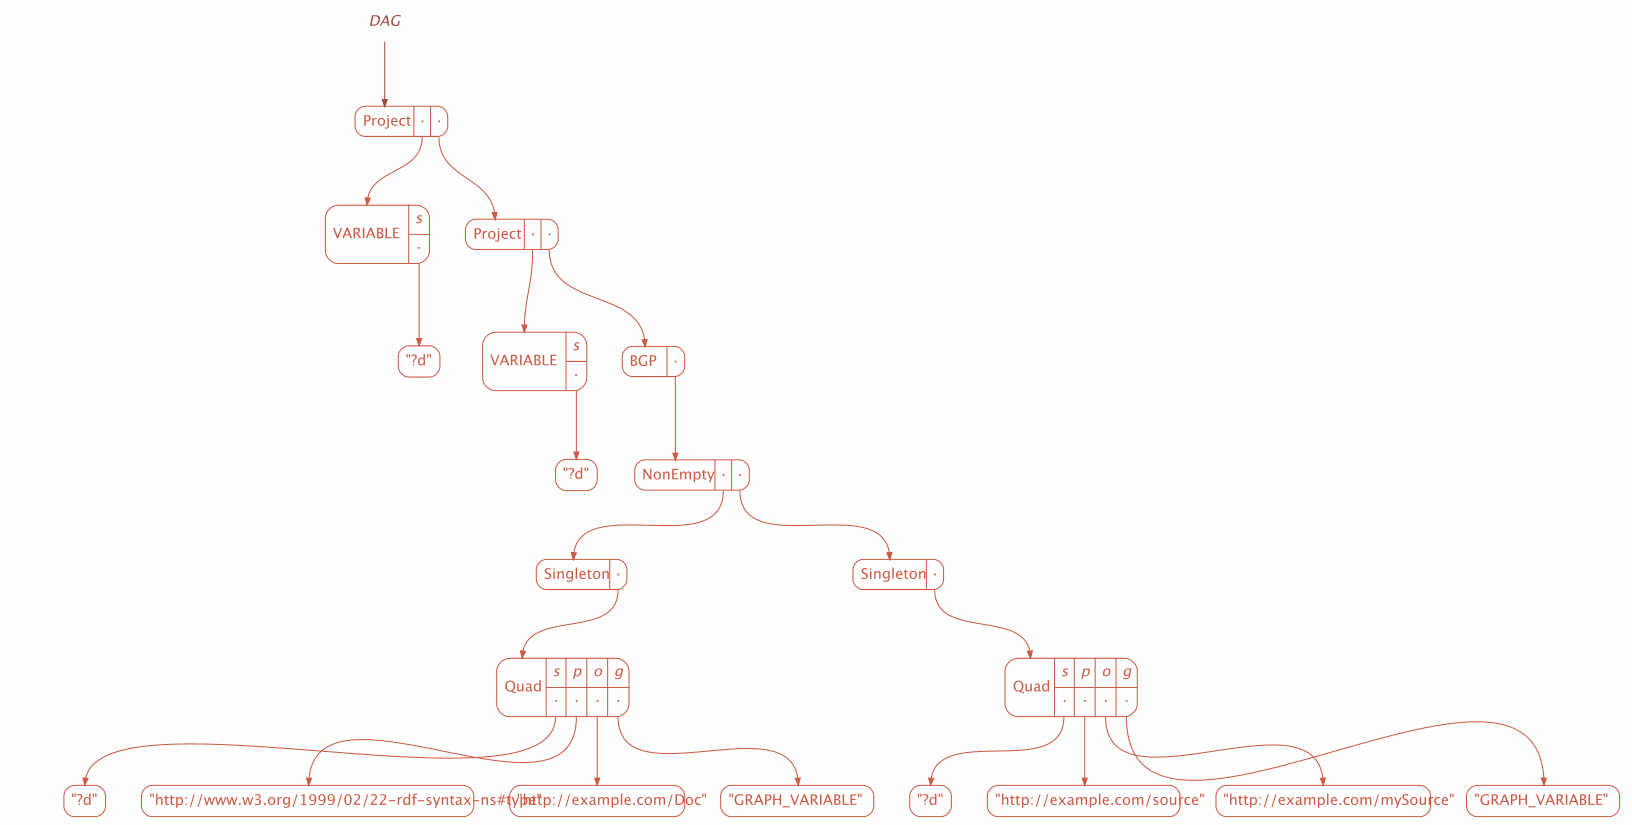 DAG
Project · ·
VARIABLE s ·
Project · ·
"?d"
VARIABLE s ·
BGP ·
"?d"
NonEmpty · ·
Singleton ·
Singleton ·
Quad s p o g · · · ·
Quad s p o g · · · ·
"?d"
"http://www.w3.org/1999/02/22-rdf-syntax-ns#type"
"http://example.com/Doc"
"GRAPH_VARIABLE"
"?d"
"http://example.com/source"
"http://example.com/mySource"
"GRAPH_VARIABLE"